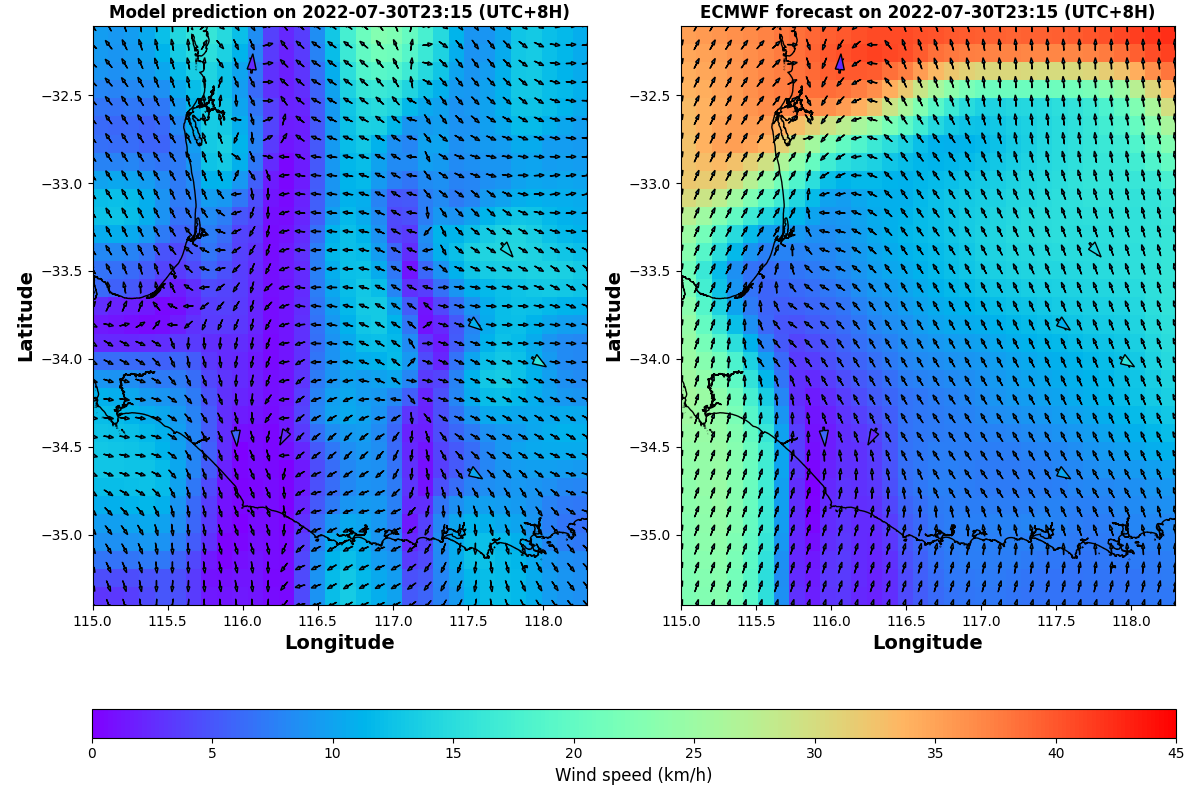 Model prediction on 2022-07-30T23:15 (UTC+8H)
ECMWF forecast on 2022-07-30T23:15 (UTC+8H)
−32.5
−33.0
−33.5
−34.0
−34.5
−35.0
Latitude
115.0 115.5 116.0 116.5 117.0 117.5 118.0
Longitude
−32.5
−33.0
−33.5
−34.0
−34.5
−35.0
Latitude
115.0 115.5 116.0 116.5 117.0 117.5 118.0
Longitude
0 5 10 15 20 25 30 35 40 45
Wind speed (km/h)